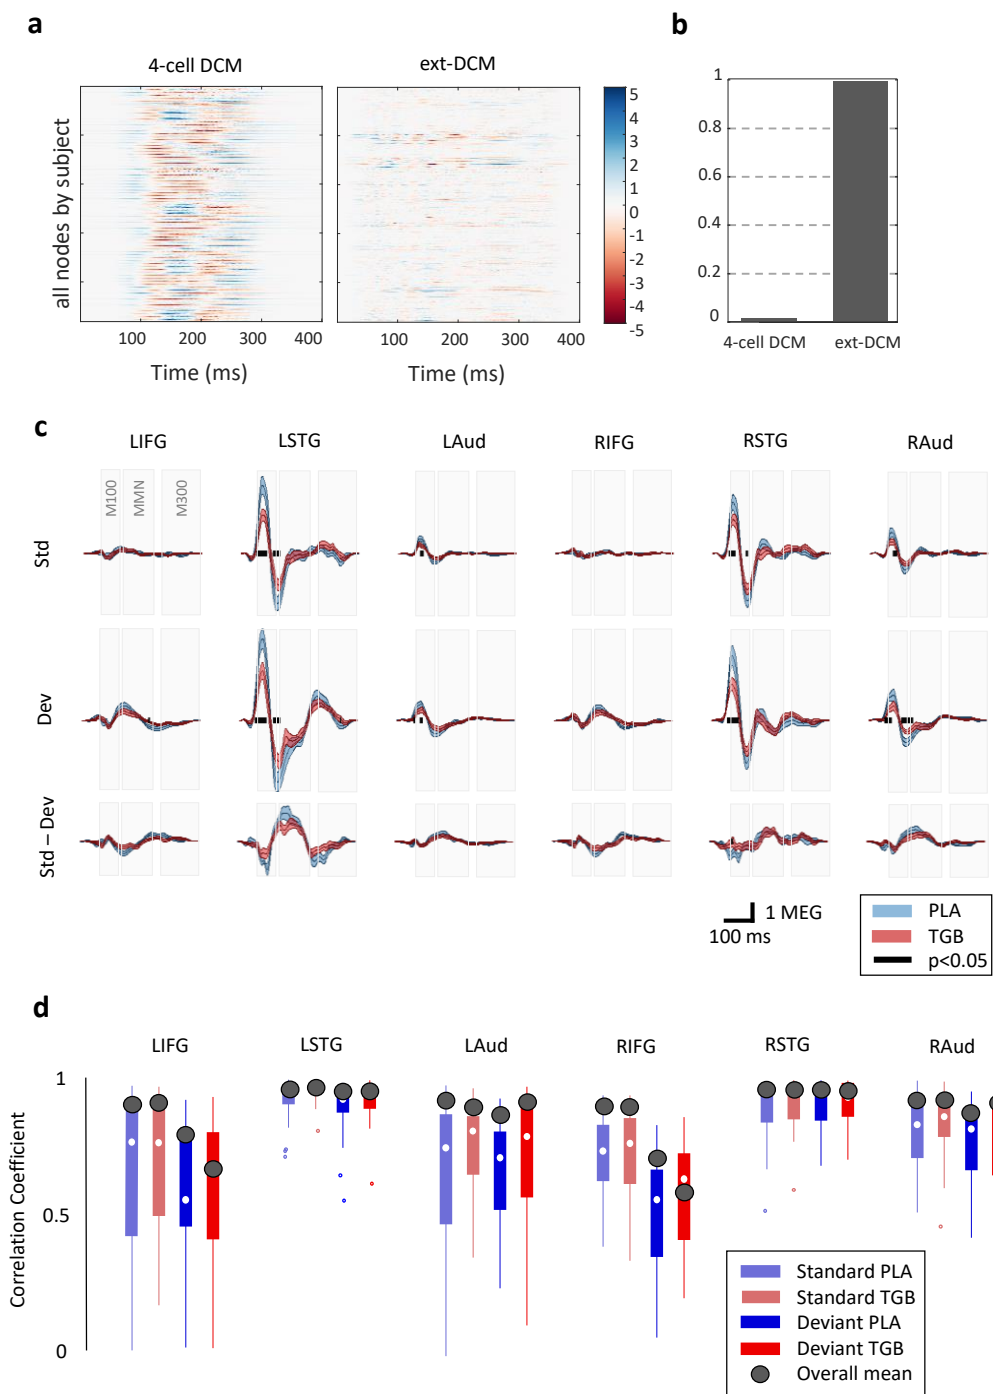 a
b
4-cell DCM
ext-DCM
all nodes by subject
5
4
3
2
1
0
-1
-2
-3
-4
-5
100
200
300
400
100
200
300
400
Time (ms)
Time (ms)
1
0.8
0.6
0.4
0.2
0
4-cell DCM
ext-DCM
c
LIFG
LSTG
LAud
RIFG
RSTG
RAud
M100
MMN
M300
Std
Dev
Std – Dev
1 MEG
100 ms
PLA
TGB
p<0.05
d
LIFG
LSTG
LAud
RIFG
RSTG
RAud
Correlation Coefficient
1
0.5
0
Standard PLA
Standard TGB
Deviant PLA
Deviant TGB
Overall mean